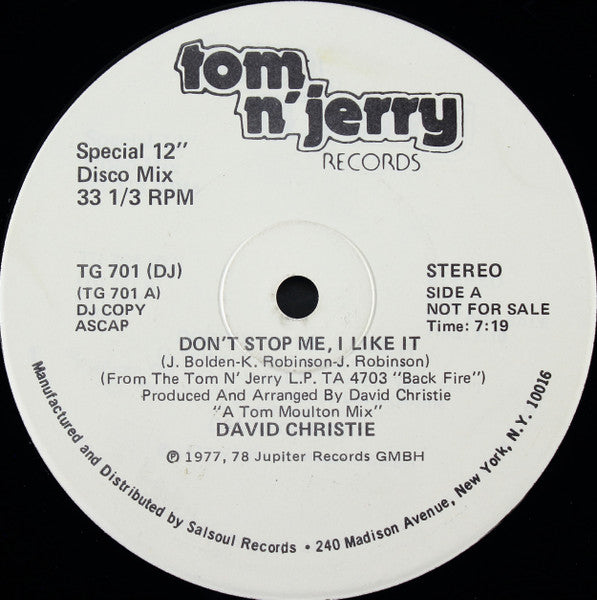 tom
n' jerry
RECORDS
Special 12"
Disco Mix
33 1/3 RPM
TG 701 (DJ)
(TG 701 A)
DJ COPY
ASCAP
STEREO
SIDE A
NOT FOR SALE
Time: 7:19
DON'T STOP ME, I LIKE IT
(J. Bolden-K. Robinson-J. Robinson)
(From The Tom N' Jerry L.P. TA 4703 "Back Fire")
Produced And Arranged By David Christie
"A Tom Moulton Mix"
DAVID CHRISTIE
℗ 1977, 78 Jupiter Records GMBH
Manufactured and Distributed by Salsoul Records • 240 Madison Avenue, New York, N.Y. 10016